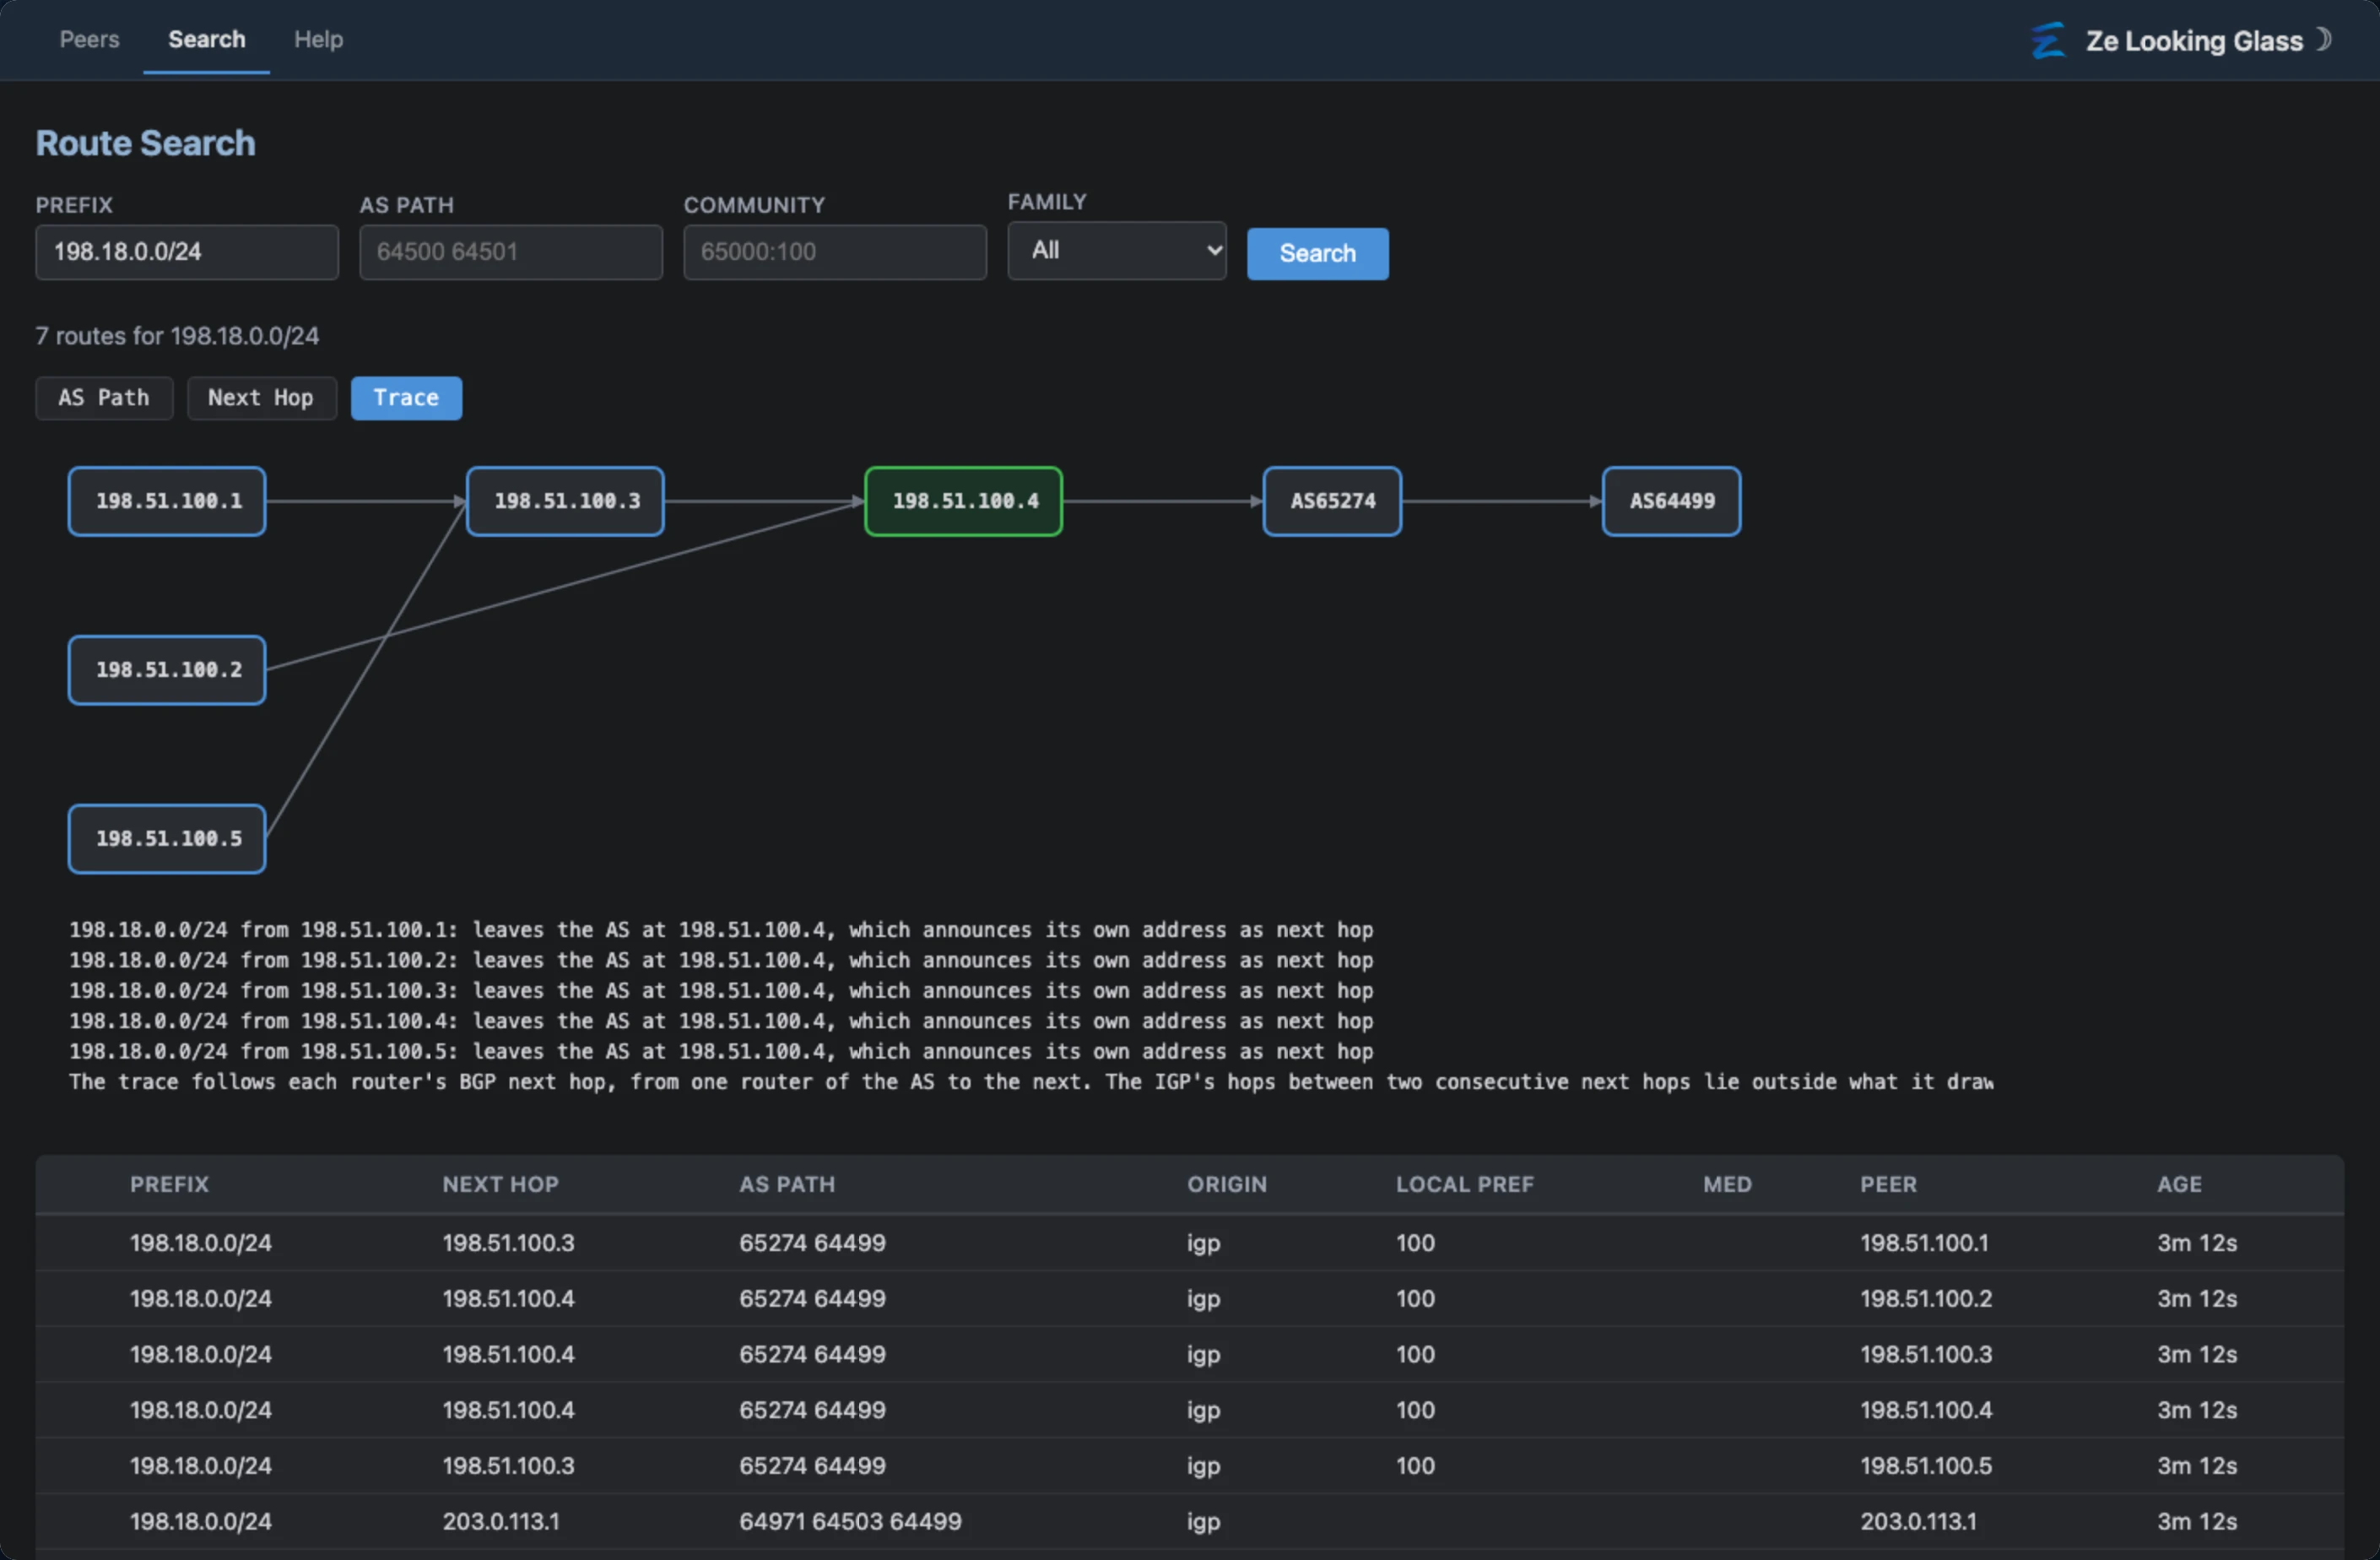 Peers Search Help Ze Looking Glass
Route Search
PREFIX AS PATH COMMUNITY FAMILY
198.18.0.0/24 64500 64501 65000:100 All Search
7 routes for 198.18.0.0/24
AS Path Next Hop Trace
198.51.100.1 198.51.100.3 198.51.100.4 AS65274 AS64499
198.51.100.2
198.51.100.5
198.18.0.0/24 from 198.51.100.1: leaves the AS at 198.51.100.4, which announces its own address as next hop
198.18.0.0/24 from 198.51.100.2: leaves the AS at 198.51.100.4, which announces its own address as next hop
198.18.0.0/24 from 198.51.100.3: leaves the AS at 198.51.100.4, which announces its own address as next hop
198.18.0.0/24 from 198.51.100.4: leaves the AS at 198.51.100.4, which announces its own address as next hop
198.18.0.0/24 from 198.51.100.5: leaves the AS at 198.51.100.4, which announces its own address as next hop
The trace follows each router's BGP next hop, from one router of the AS to the next. The IGP's hops between two consecutive next hops lie outside what it draw
PREFIX NEXT HOP AS PATH ORIGIN LOCAL PREF MED PEER AGE
198.18.0.0/24 198.51.100.3 65274 64499 igp 100 198.51.100.1 3m 12s
198.18.0.0/24 198.51.100.4 65274 64499 igp 100 198.51.100.2 3m 12s
198.18.0.0/24 198.51.100.4 65274 64499 igp 100 198.51.100.3 3m 12s
198.18.0.0/24 198.51.100.4 65274 64499 igp 100 198.51.100.4 3m 12s
198.18.0.0/24 198.51.100.3 65274 64499 igp 100 198.51.100.5 3m 12s
198.18.0.0/24 203.0.113.1 64971 64503 64499 igp 203.0.113.1 3m 12s